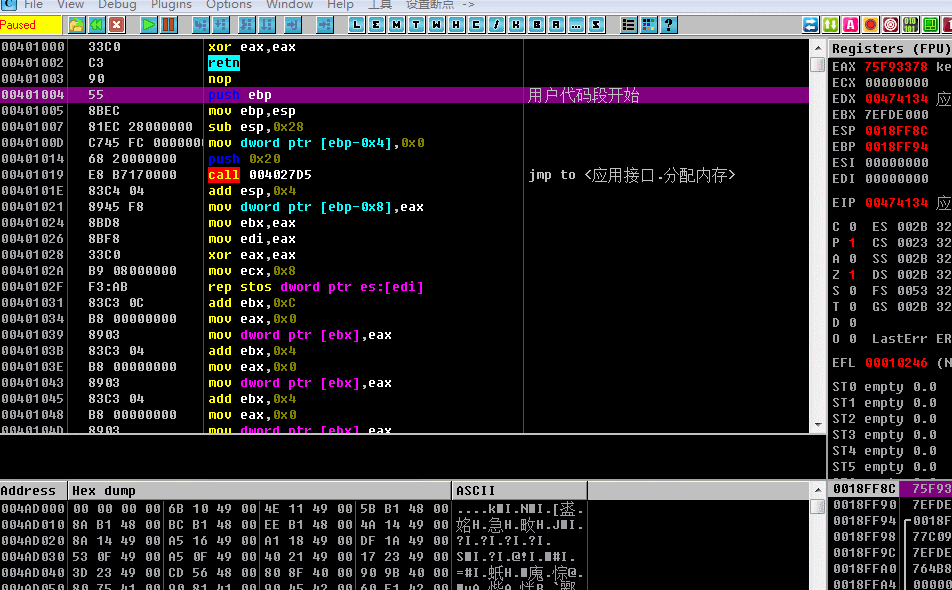 File View Debug Plugins Options Window Help 工具 设置断点 ->
Paused L E M T W H C / K B R ... S
00401000 33C0 xor eax,eax
00401002 C3 retn
00401003 90 nop
00401004 55 push ebp 用户代码段开始
00401005 8BEC mov ebp,esp
00401007 81EC 28000000 sub esp,0x28
0040100D C745 FC 0000000 mov dword ptr [ebp-0x4],0x0
00401014 68 20000000 push 0x20
00401019 E8 B7170000 call 004027D5 jmp to <应用接口.分配内存>
0040101E 83C4 04 add esp,0x4
00401021 8945 F8 mov dword ptr [ebp-0x8],eax
00401024 8BD8 mov ebx,eax
00401026 8BF8 mov edi,eax
00401028 33C0 xor eax,eax
0040102A B9 08000000 mov ecx,0x8
0040102F F3:AB rep stos dword ptr es:[edi]
00401031 83C3 0C add ebx,0xC
00401034 B8 00000000 mov eax,0x0
00401039 8903 mov dword ptr [ebx],eax
0040103B 83C3 04 add ebx,0x4
0040103E B8 00000000 mov eax,0x0
00401043 8903 mov dword ptr [ebx],eax
00401045 83C3 04 add ebx,0x4
00401048 B8 00000000 mov eax,0x0
0040104D 8903 mov dword ptr [ebx],eax
Registers (FPU)
EAX 75F93378 ke
ECX 00000000
EDX 00474134 应
EBX 7EFDE000
ESP 0018FF8C
EBP 0018FF94
ESI 00000000
EDI 00000000
EIP 00474134 应
C 0 ES 002B 32
P 1 CS 0023 32
A 0 SS 002B 32
Z 1 DS 002B 32
S 0 FS 0053 32
T 0 GS 002B 32
D 0
O 0 LastErr ER
EFL 00010246 (N
ST0 empty 0.0
ST1 empty 0.0
ST2 empty 0.0
ST3 empty 0.0
ST4 empty 0.0
ST5 empty 0.0
Address Hex dump ASCII
004AD000 00 00 00 00 6B 10 49 00 4E 11 49 00 5B B1 48 00
004AD010 8A B1 48 00 BC B1 48 00 EE B1 48 00 4A 14 49 00
004AD020 8A 14 49 00 A5 16 49 00 A1 18 49 00 DF 1A 49 00 ?I.?I.?I.?I.
004AD030 53 0F 49 00 A5 0F 49 00 40 21 49 00 17 23 49 00
004AD040 3D 23 49 00 CD 56 48 00 80 8F 40 00 90 9B 40 00
004AD050 80 75 41 00 90 81 41 00 90 45 42 00 60 F1 42 00
0018FF8C 75F93
0018FF90 7EFDE
0018FF94 0018F
0018FF98 77C09
0018FF9C 7EFDE
0018FFA0 764B8
0018FFA4 00000